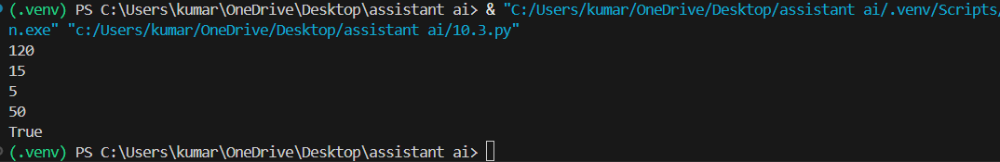 (.venv) PS C:\Users\kumar\OneDrive\Desktop\assistant ai> & "C:/Users/kumar/OneDrive/Desktop/assistant ai/.venv/Scripts/
n.exe" "c:/Users/kumar/OneDrive/Desktop/assistant ai/10.3.py"
120
15
5
50
True
(.venv) PS C:\Users\kumar\OneDrive\Desktop\assistant ai>